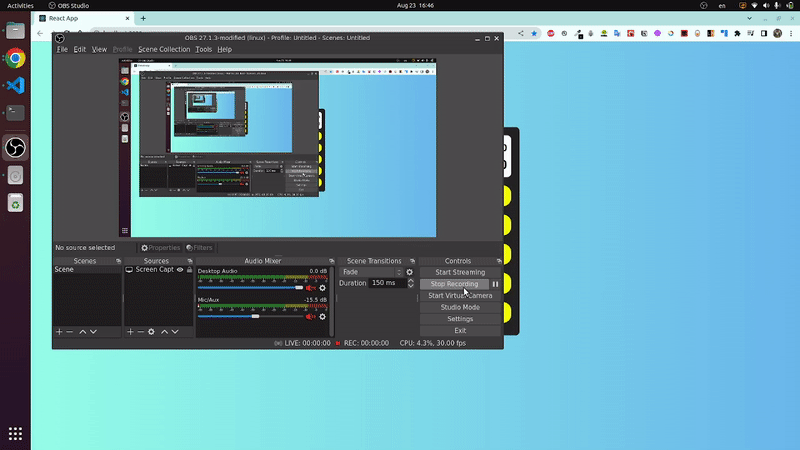 Activities
OBS Studio
Aug 23 16:46
en
React App
OBS 27.1.3-modified (linux) - Profile: Untitled - Scenes: Untitled
File Edit View Profile Scene Collection Tools Help
No source selected
Properties
Filters
Scenes
Scene
Sources
Screen Capt
Audio Mixer
Desktop Audio
0.0 dB
Mic/Aux
-15.5 dB
Scene Transitions
Fade
Duration
150 ms
Controls
Start Streaming
Stop Recording
Start Virtual Camera
Studio Mode
Settings
Exit
LIVE: 00:00:00
REC: 00:00:00
CPU: 4.3%, 30.00 fps